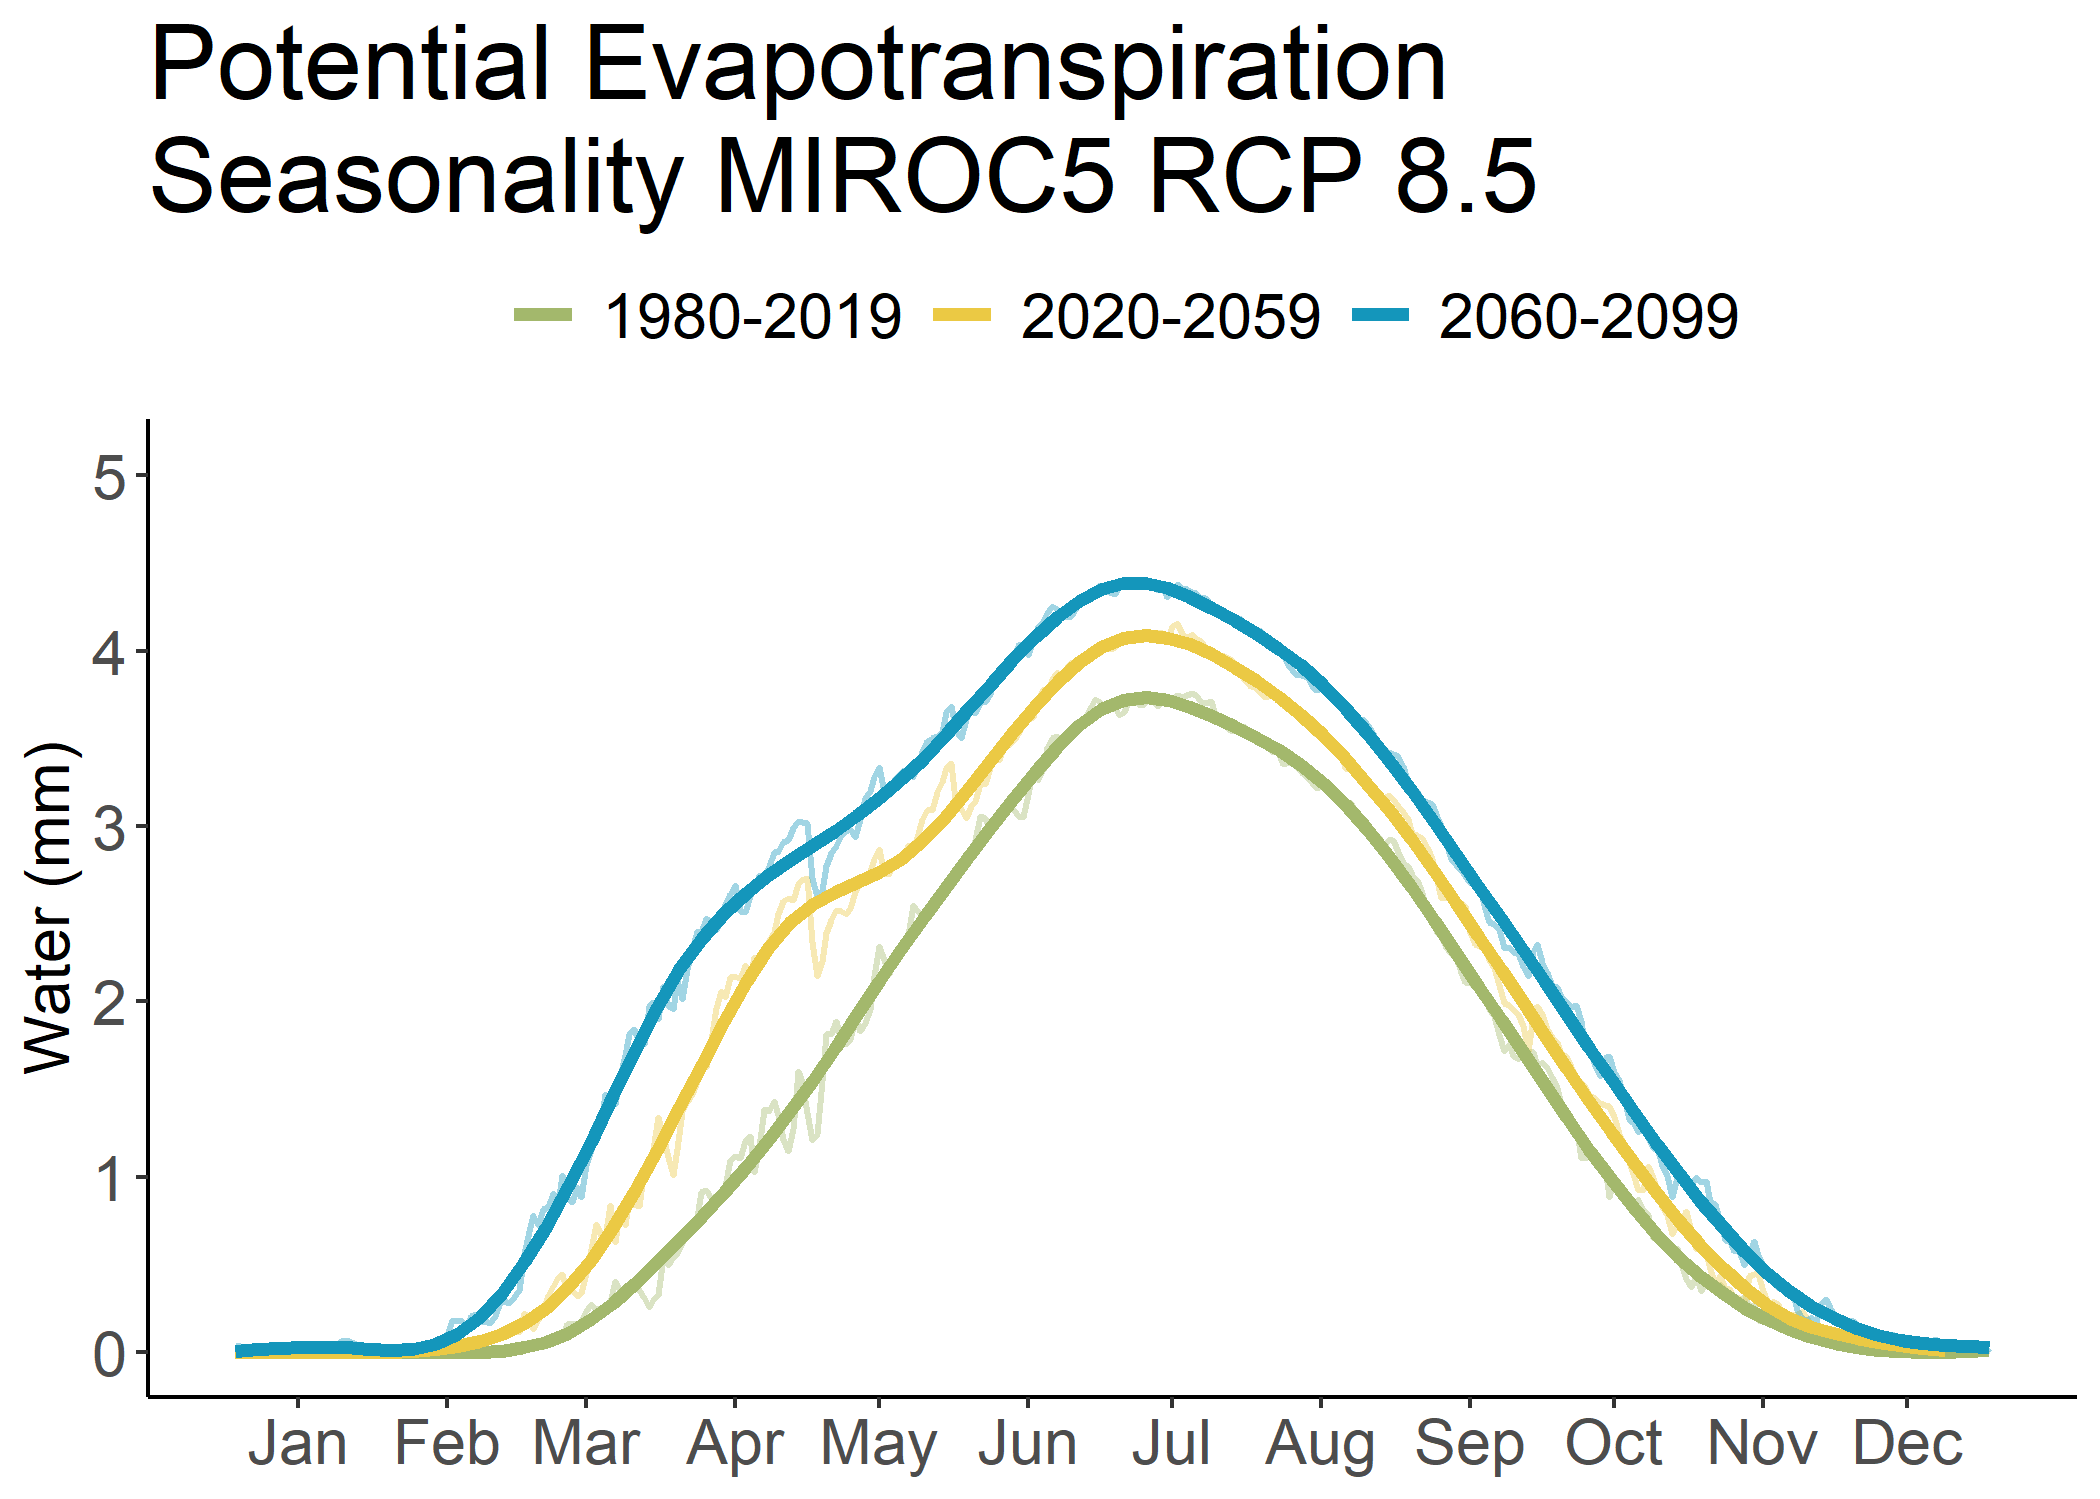 Potential Evapotranspiration
Seasonality MIROC5 RCP 8.5
1980-2019 2020-2059 2060-2099
Water (mm)
5
4
3
2
1
0
Jan Feb Mar Apr May Jun Jul Aug Sep Oct Nov Dec